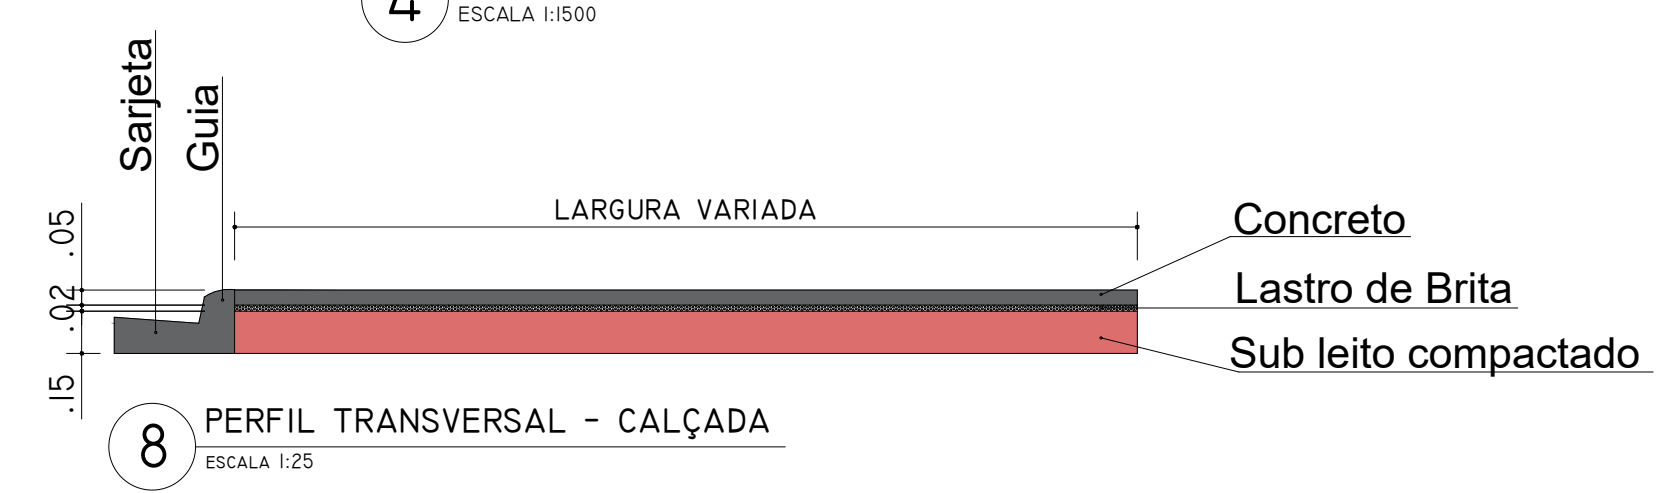 4
ESCALA 1:1500
Sarjeta
Guia
LARGURA VARIADA
.05
.02
.15
Concreto
Lastro de Brita
Sub leito compactado
8
PERFIL TRANSVERSAL - CALÇADA
ESCALA 1:25